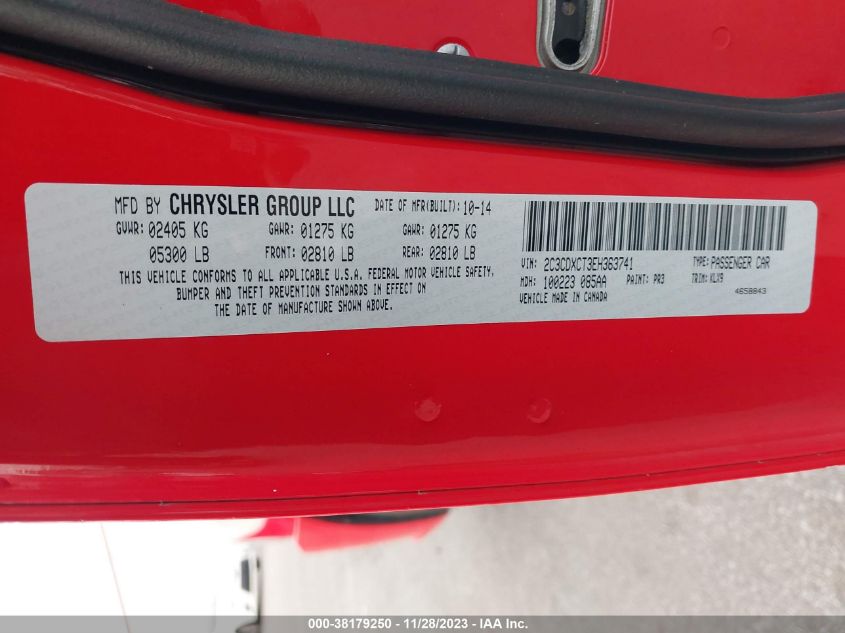 MFD BY CHRYSLER GROUP LLC DATE OF MFR(BUILT): 10-14
GVWR: 02405 KG GAWR: 01275 KG GAWR: 01275 KG
05300 LB FRONT: 02810 LB REAR: 02810 LB
THIS VEHICLE CONFORMS TO ALL APPLICABLE U.S.A. FEDERAL MOTOR VEHICLE SAFETY,
BUMPER AND THEFT PREVENTION STANDARDS IN EFFECT ON
THE DATE OF MANUFACTURE SHOWN ABOVE.
VIN: 2C3CDXCT3EH363741 TYPE: PASSENGER CAR
MDH: 100223 085AA PAINT: PR3 TRIM: KLX9
VEHICLE MADE IN CANADA 4658843
000-38179250 - 11/28/2023 - IAA Inc.